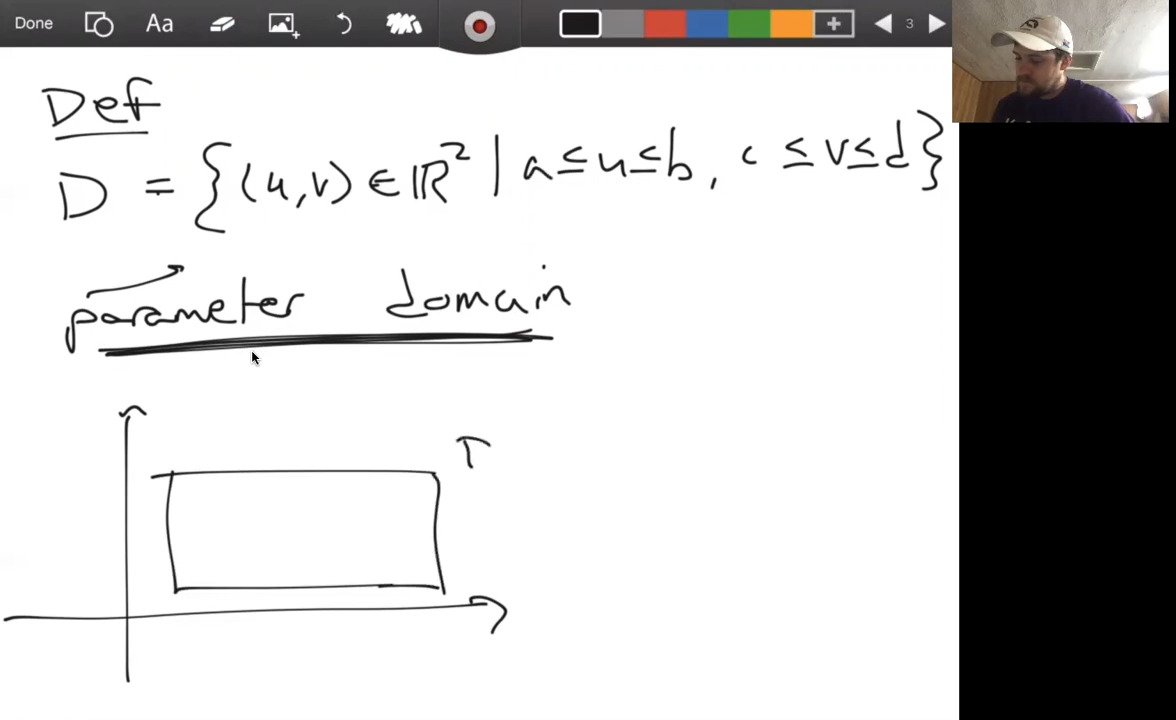 Done Aa 3
Def
D = {(u,v) ∈ ℝ² | a ≤ u ≤ b, c ≤ v ≤ d}
parameter domain